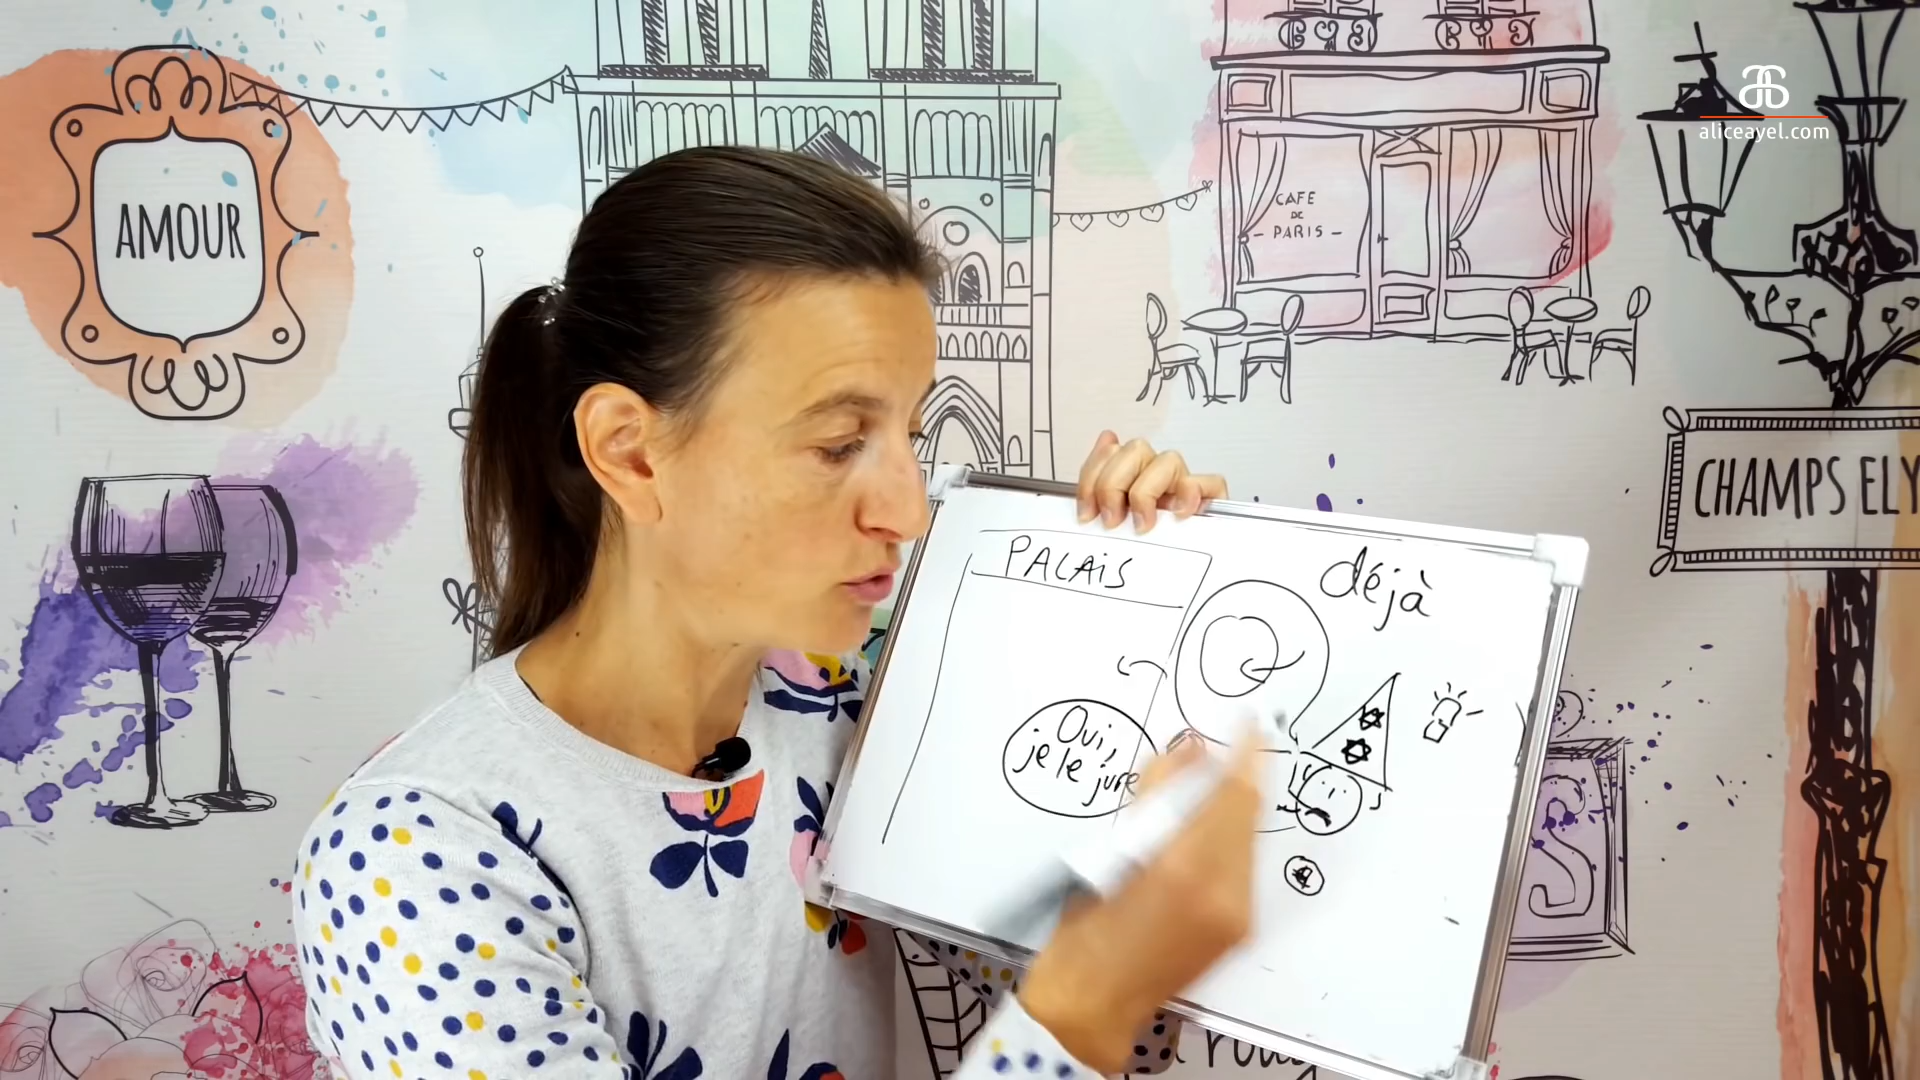 AMOUR
CAFE
DE
- PARIS -
aliceayel.com
CHAMPS ELY
PALAIS
déjà
Oui,
je le jure
S